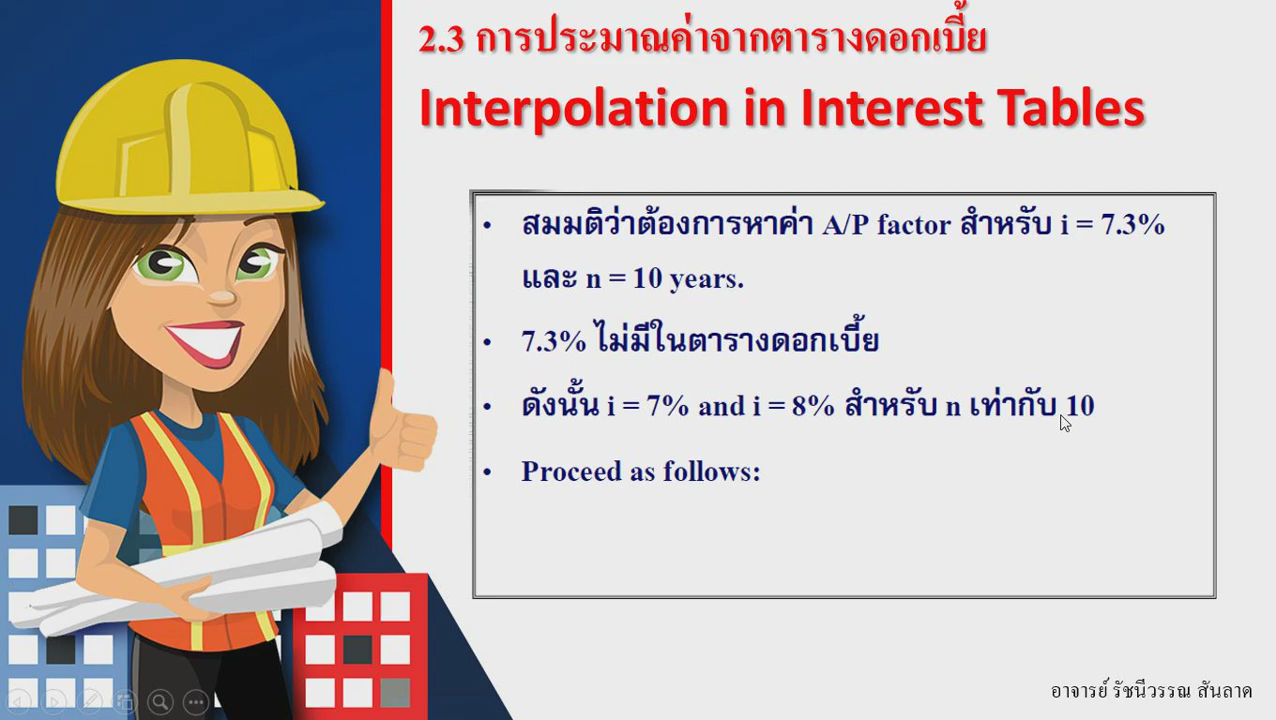 2.3 การประมาณค่าจากตารางดอกเบี้ย
Interpolation in Interest Tables
• สมมติว่าต้องการหาค่า A/P factor สำหรับ i = 7.3%
และ n = 10 years.
• 7.3% ไม่มีในตารางดอกเบี้ย
• ดังนั้น i = 7% and i = 8% สำหรับ n เท่ากับ 10
• Proceed as follows:
อาจารย์ รัชนีวรรณ สันลาด